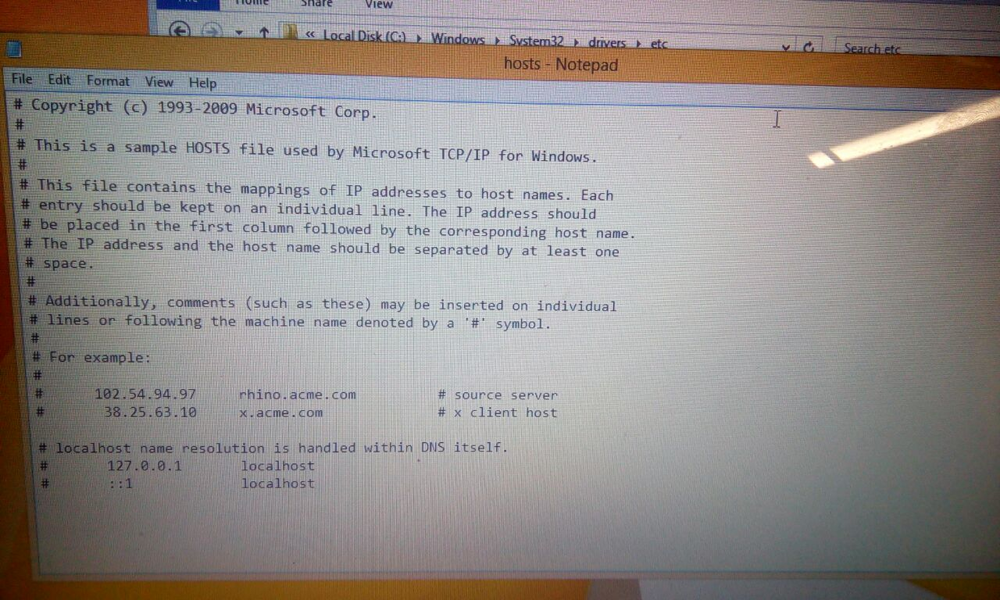 Home Share View
« Local Disk (C:) Windows System32 drivers etc Search etc
hosts - Notepad
File Edit Format View Help
# Copyright (c) 1993-2009 Microsoft Corp.
#
# This is a sample HOSTS file used by Microsoft TCP/IP for Windows.
#
# This file contains the mappings of IP addresses to host names. Each
# entry should be kept on an individual line. The IP address should
# be placed in the first column followed by the corresponding host name.
# The IP address and the host name should be separated by at least one
# space.
#
# Additionally, comments (such as these) may be inserted on individual
# lines or following the machine name denoted by a '#' symbol.
#
# For example:
#
# 102.54.94.97 rhino.acme.com # source server
# 38.25.63.10 x.acme.com # x client host

# localhost name resolution is handled within DNS itself.
# 127.0.0.1 localhost
# ::1 localhost